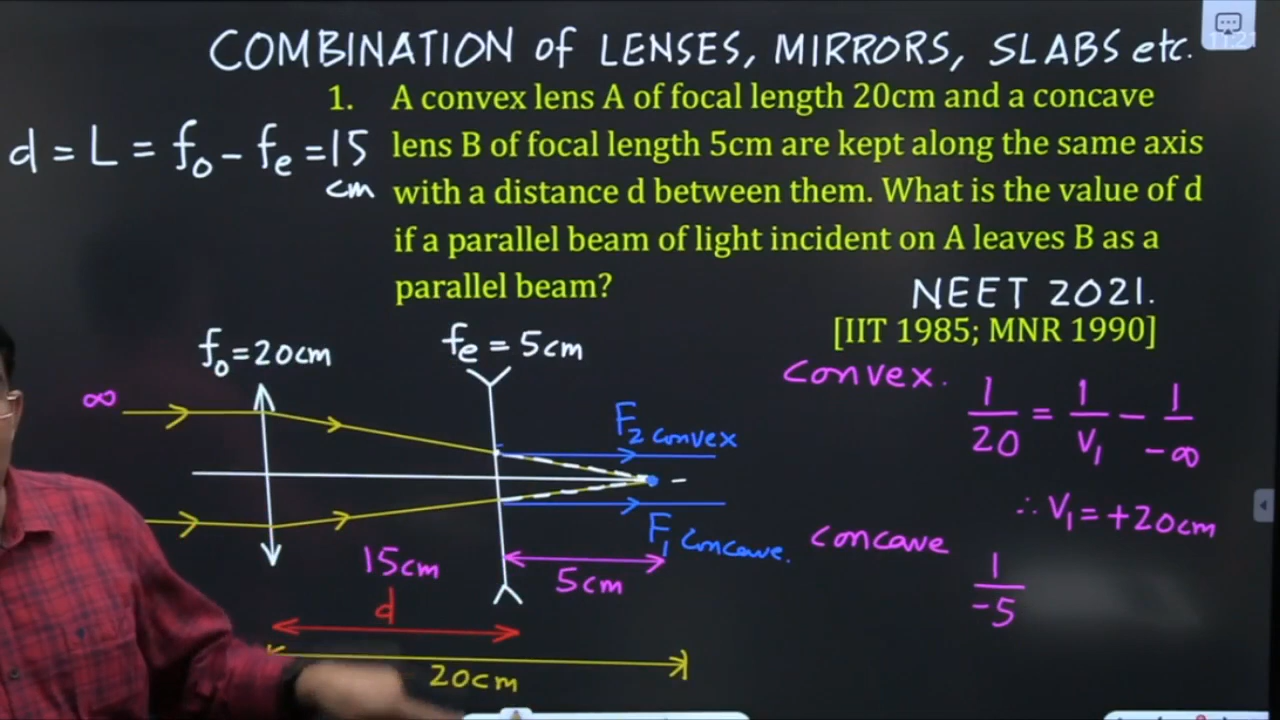 COMBINATION of LENSES, MIRRORS, SLABS etc.
11:21
1. A convex lens A of focal length 20cm and a concave
lens B of focal length 5cm are kept along the same axis
with a distance d between them. What is the value of d
if a parallel beam of light incident on A leaves B as a
parallel beam?
d = L = fo - fe = 15
cm
NEET 2021.
[IIT 1985; MNR 1990]
fo = 20cm
fe = 5cm
∞
F2 convex
F1 Concave.
15cm
5cm
d
20cm
Convex.
1/20 = 1/V1 - 1/-∞
∴ V1 = +20cm
Concave
1/-5